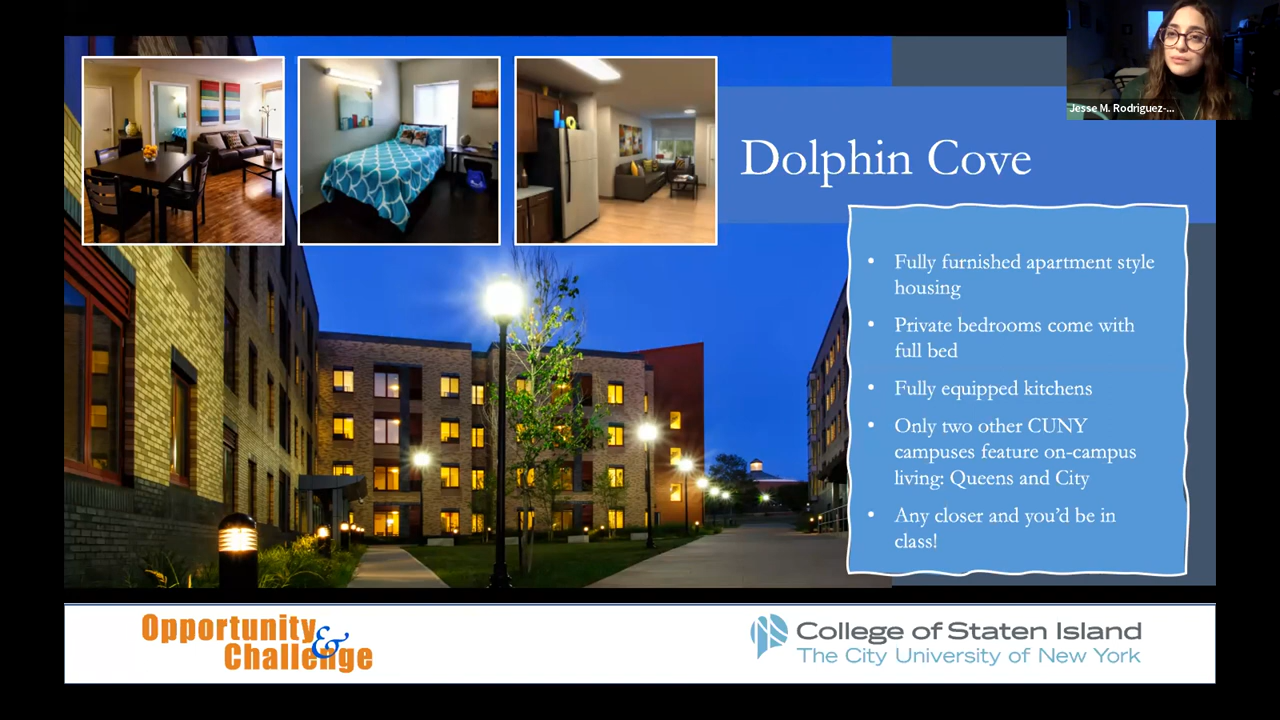 Jesse M. Rodriguez-...
Dolphin Cove
• Fully furnished apartment style
housing
• Private bedrooms come with
full bed
• Fully equipped kitchens
• Only two other CUNY
campuses feature on-campus
living: Queens and City
• Any closer and you'd be in
class!
Opportunity
&
Challenge
College of Staten Island
The City University of New York